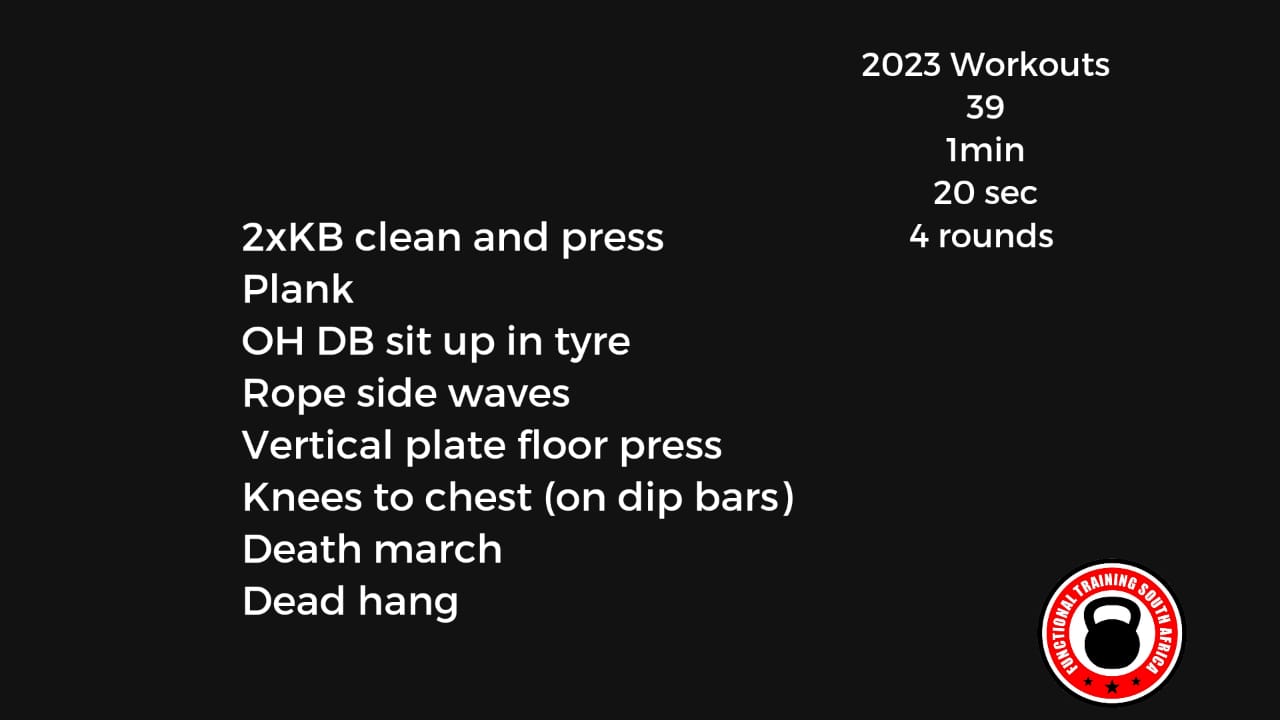 2023 Workouts
39
1min
20 sec
4 rounds
2xKB clean and press
Plank
OH DB sit up in tyre
Rope side waves
Vertical plate floor press
Knees to chest (on dip bars)
Death march
Dead hang
FUNCTIONAL TRAINING SOUTH AFRICA